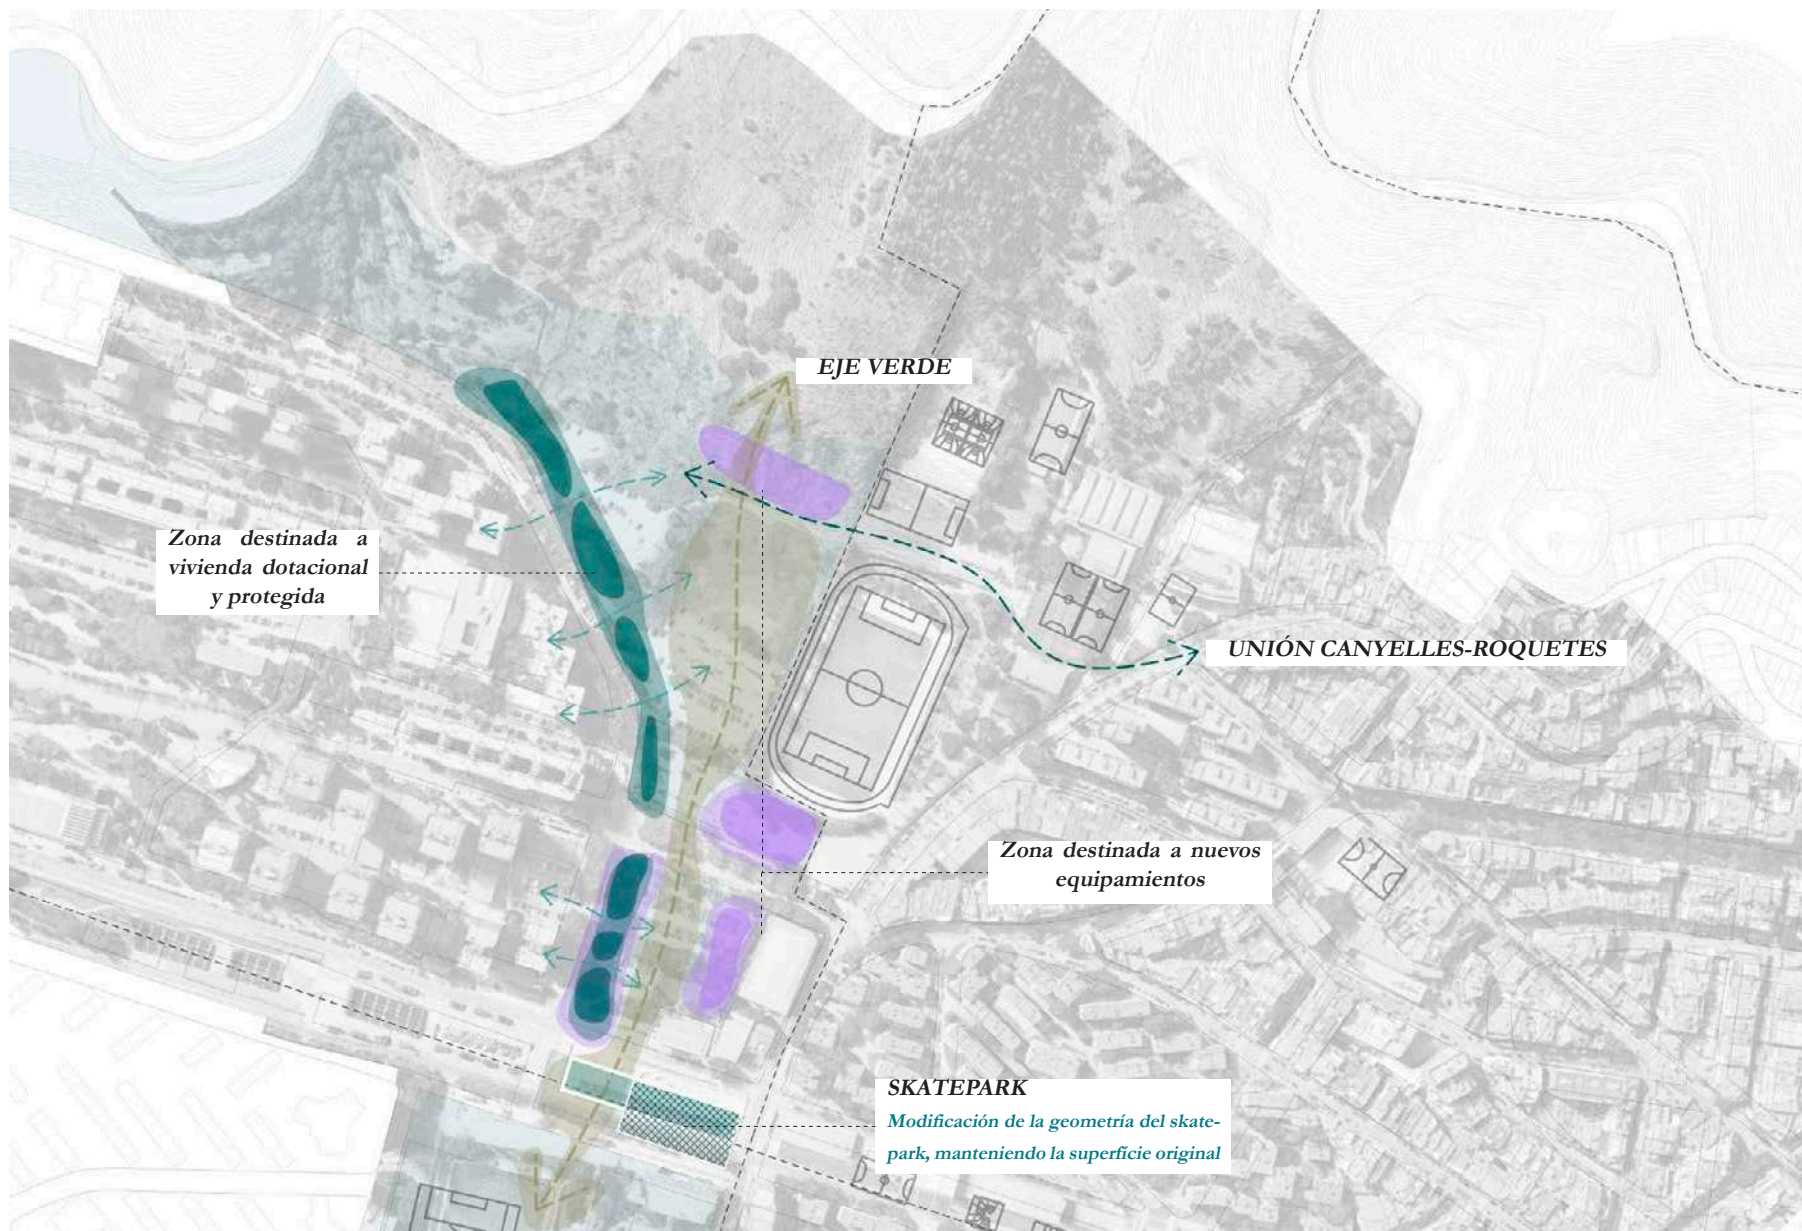 EJE VERDE
Zona destinada a
vivienda dotacional
y protegida
UNIÓN CANYELLES-ROQUETES
Zona destinada a nuevos
equipamientos
SKATEPARK
Modificación de la geometría del skate-
park, manteniendo la superfície original